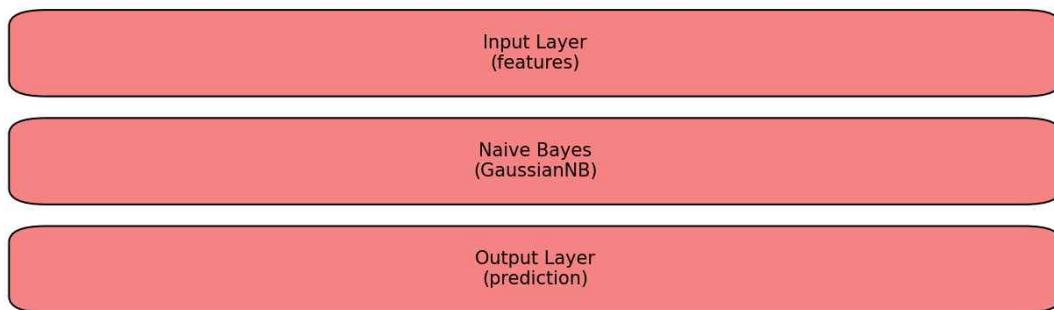 Input Layer
(features)
Naive Bayes
(GaussianNB)
Output Layer
(prediction)